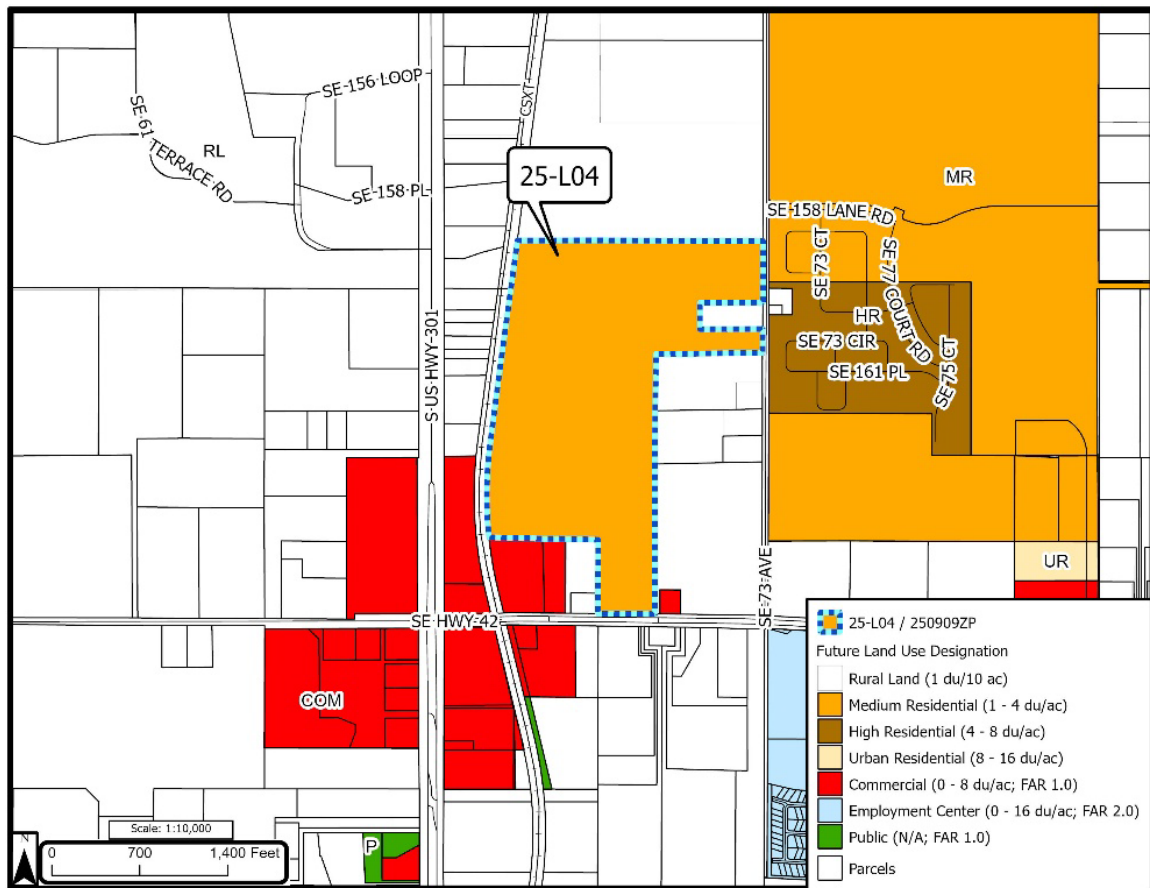 SE 156 LOOP
CSXT
SE 61 TERRACE RD
RL
25-L04
SE 158 PL
MR
SE 158 LANE RD
SE 73 CT
SE 77 COURT RD
S US HWY-301
HR
SE 73 CIR
SE 161 PL
SE 75 CT
SE 73 AVE
UR
SE HWY-42
COM
P
25-L04 / 250909ZP
Future Land Use Designation
Rural Land (1 du/10 ac)
Medium Residential (1 - 4 du/ac)
High Residential (4 - 8 du/ac)
Urban Residential (8 - 16 du/ac)
Commercial (0 - 8 du/ac; FAR 1.0)
Employment Center (0 - 16 du/ac; FAR 2.0)
Public (N/A; FAR 1.0)
Parcels
Scale: 1:10,000
N
0 700 1,400 Feet